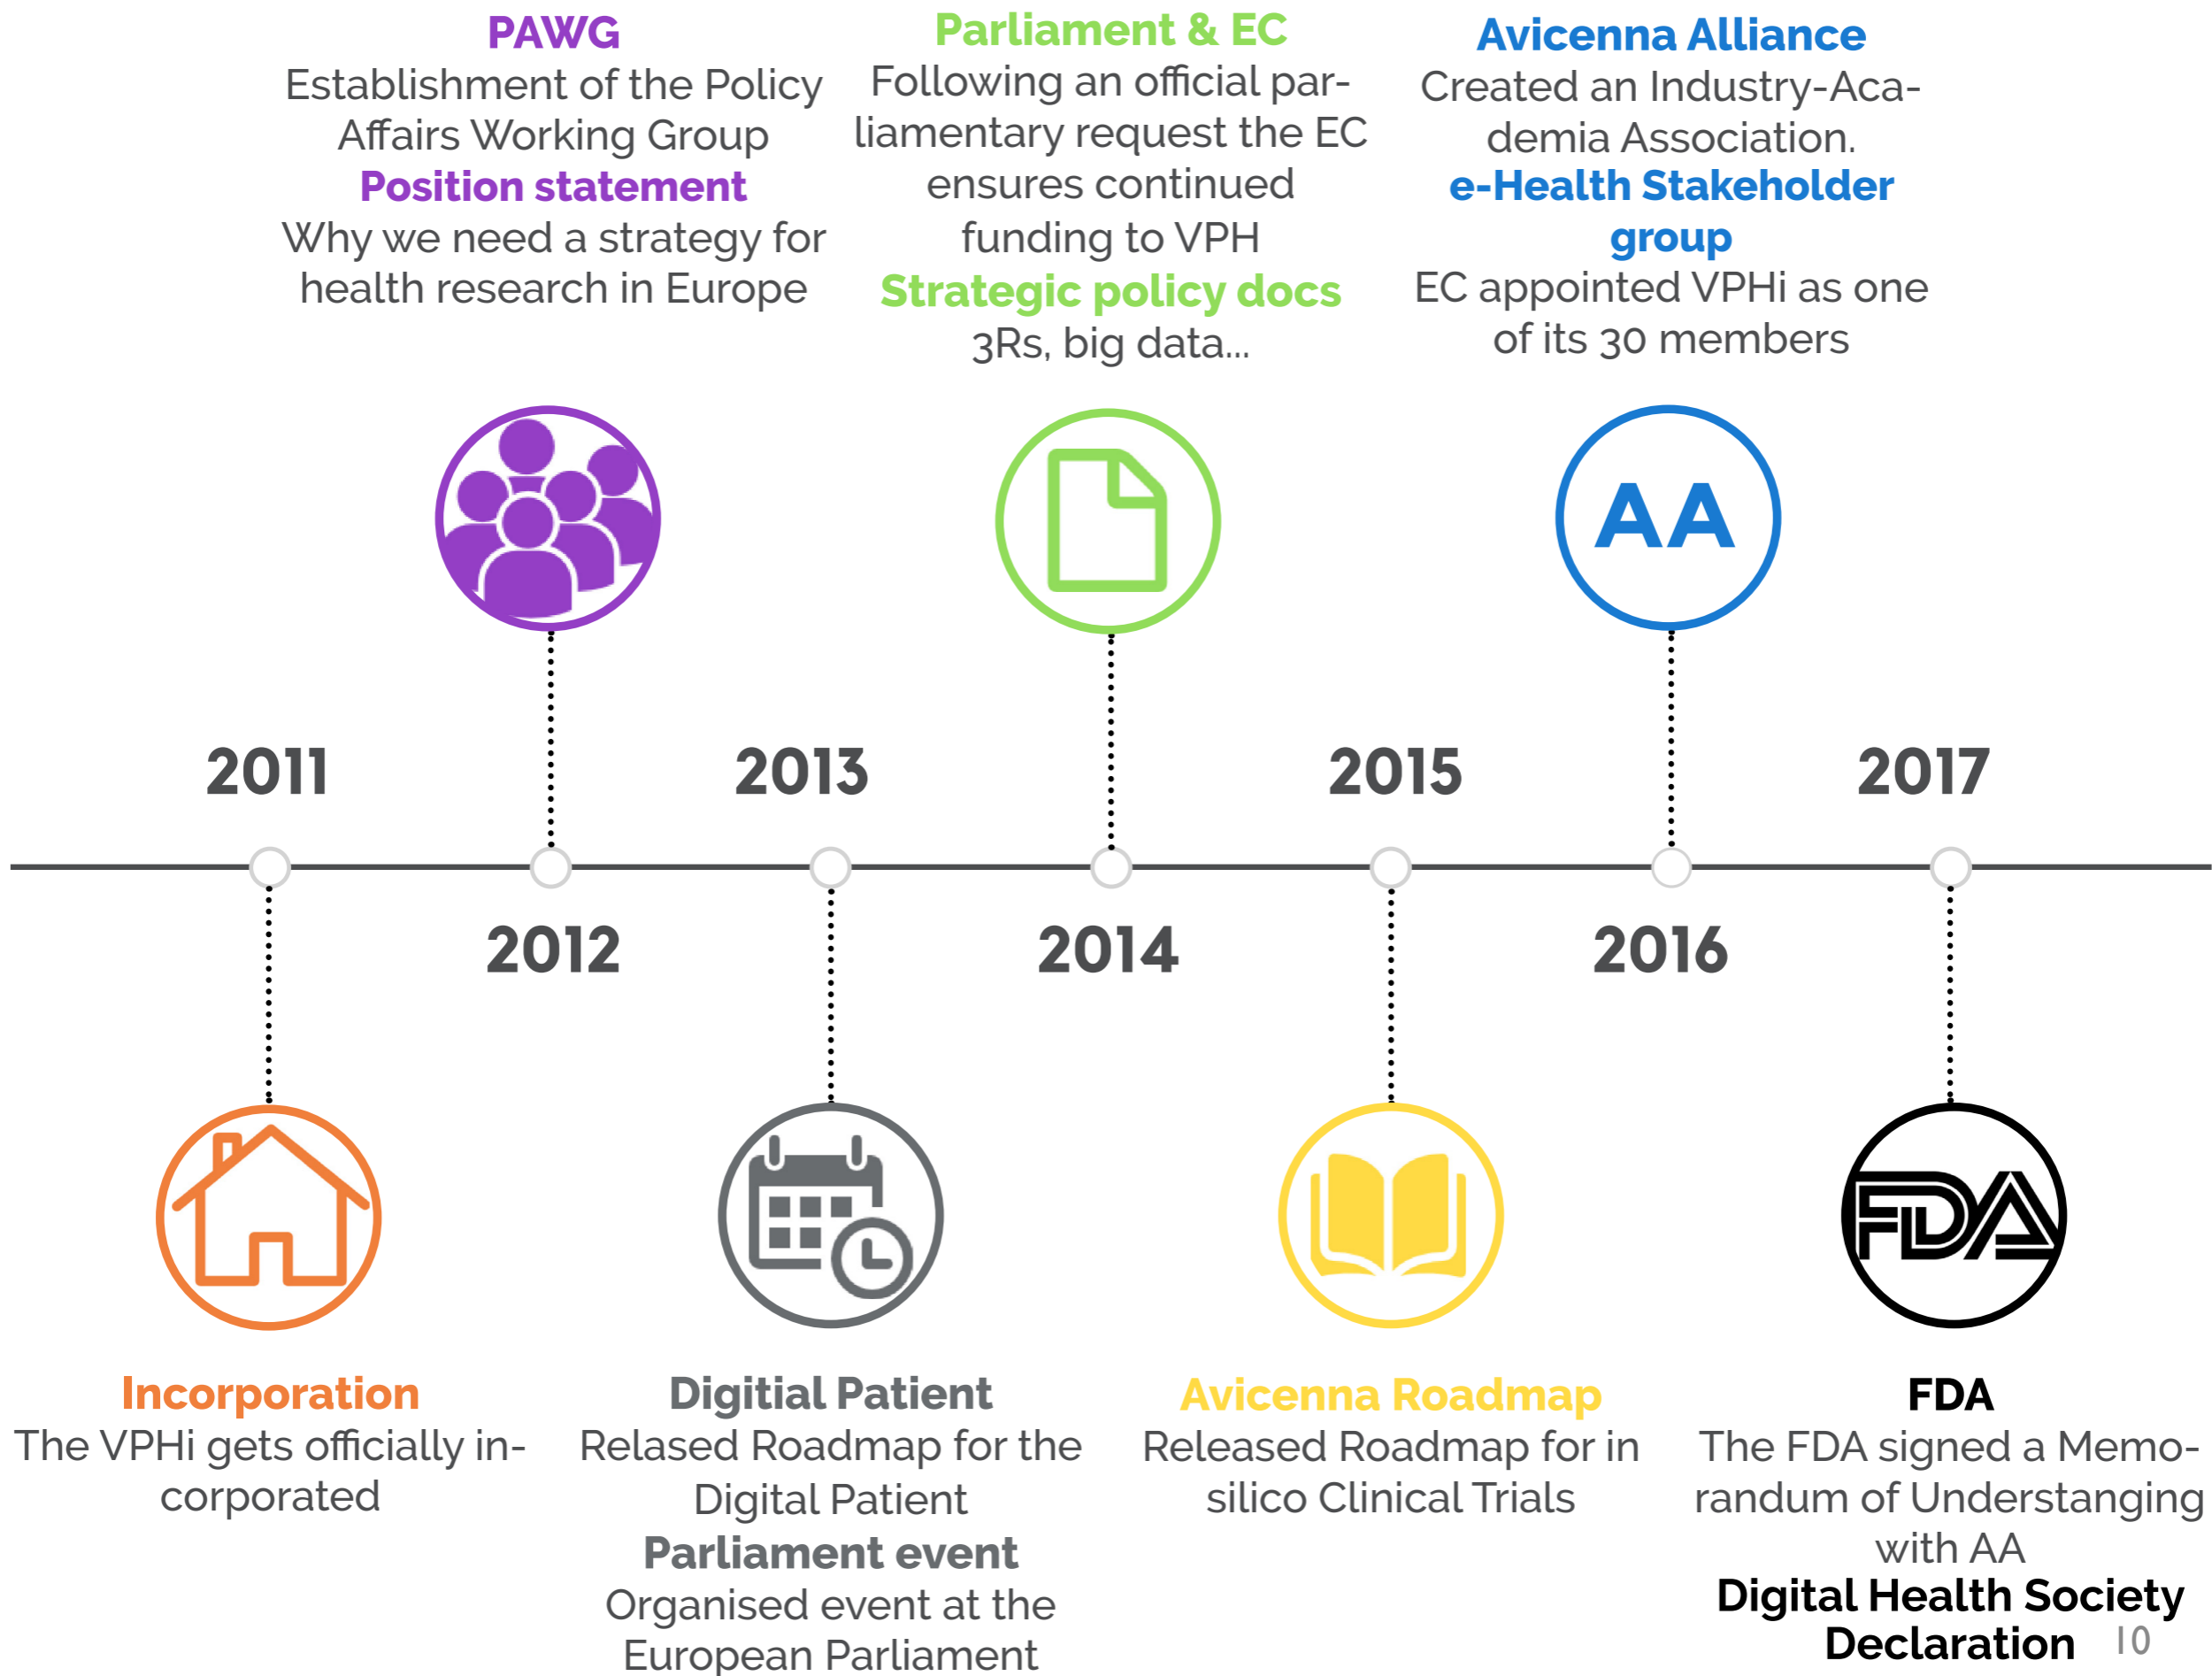 PAWG
Establishment of the Policy
Affairs Working Group
Position statement
Why we need a strategy for
health research in Europe
Parliament & EC
Following an official par-
liamentary request the EC
ensures continued
funding to VPH
Strategic policy docs
3Rs, big data...
Avicenna Alliance
Created an Industry-Aca-
demia Association.
e-Health Stakeholder
group
EC appointed VPHi as one
of its 30 members
AA
2011
2013
2015
2017
2012
2014
2016
FDA
Incorporation
The VPHi gets officially in-
corporated
Digitial Patient
Relased Roadmap for the
Digital Patient
Parliament event
Organised event at the
European Parliament
Avicenna Roadmap
Released Roadmap for in
silico Clinical Trials
FDA
The FDA signed a Memo-
randum of Understanging
with AA
Digital Health Society
Declaration
10